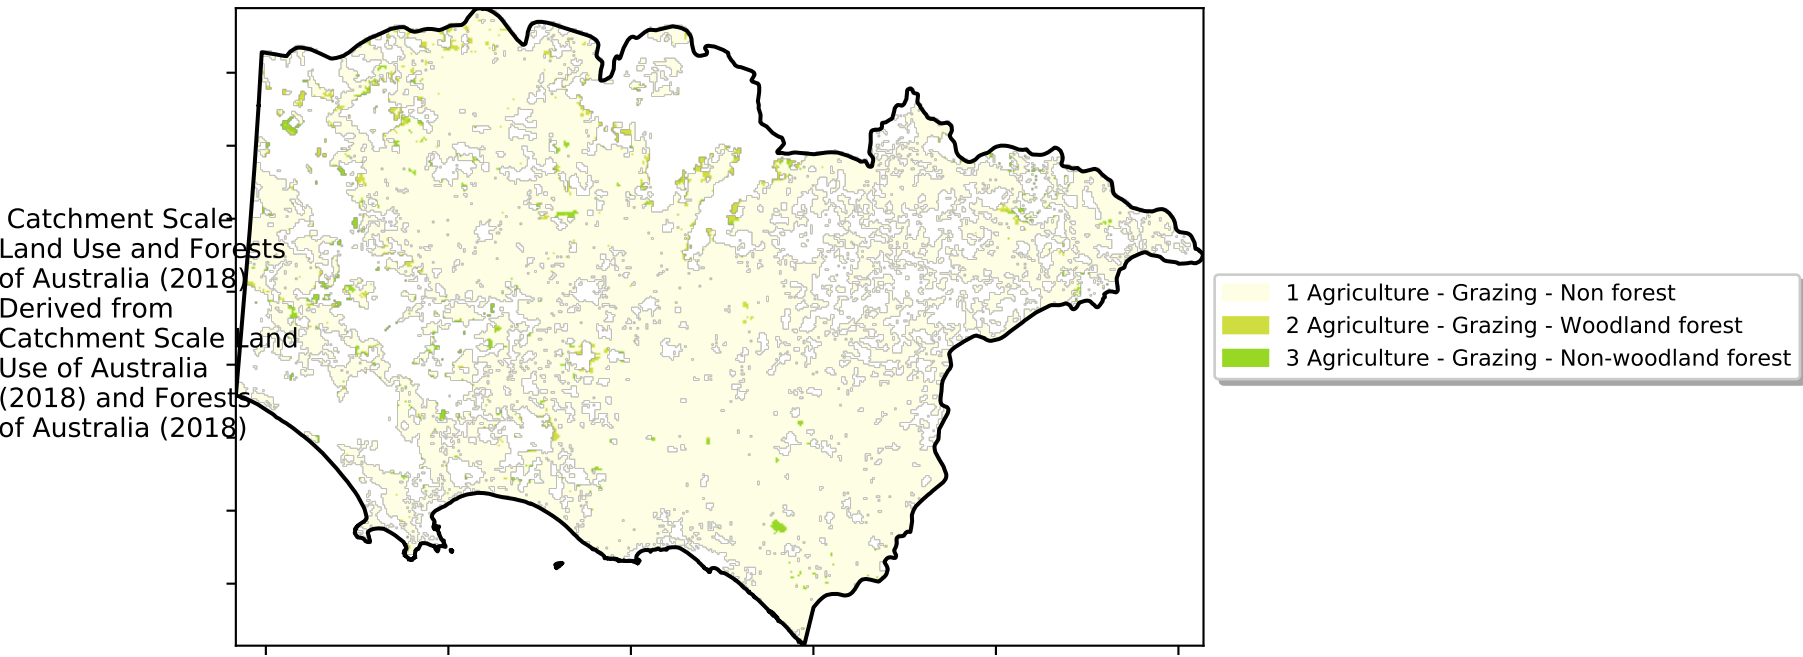 Catchment Scale
Land Use and Forests
of Australia (2018)
Derived from
Catchment Scale Land
Use of Australia
(2018) and Forests
of Australia (2018)
1 Agriculture - Grazing - Non forest
2 Agriculture - Grazing - Woodland forest
3 Agriculture - Grazing - Non-woodland forest